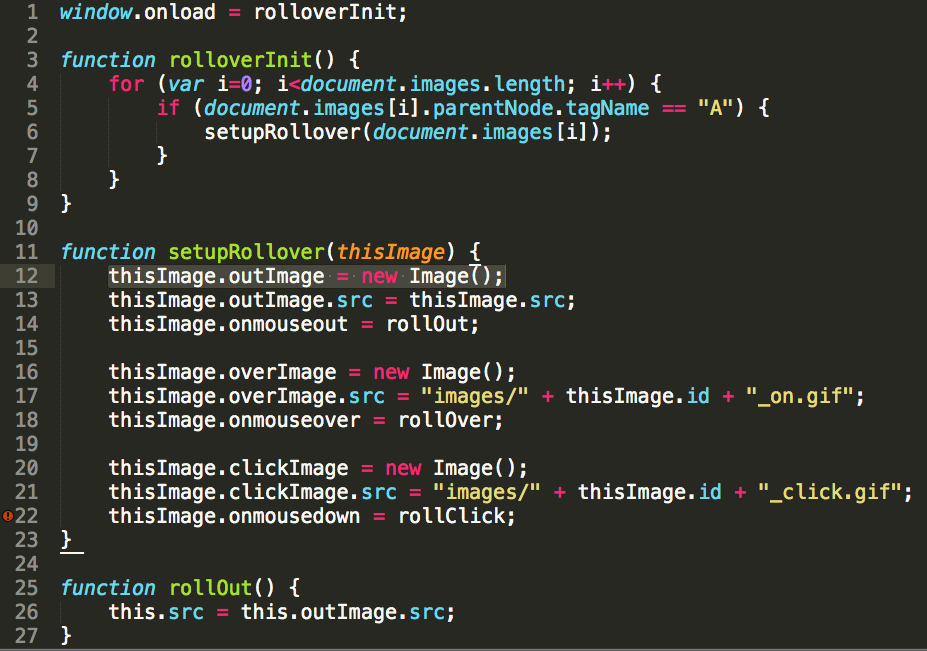 1 window.onload = rolloverInit;
2
3 function rolloverInit() {
4 for (var i=0; i<document.images.length; i++) {
5 if (document.images[i].parentNode.tagName == "A") {
6 setupRollover(document.images[i]);
7 }
8 }
9 }
10
11 function setupRollover(thisImage) {
12 thisImage.outImage = new Image();
13 thisImage.outImage.src = thisImage.src;
14 thisImage.onmouseout = rollOut;
15
16 thisImage.overImage = new Image();
17 thisImage.overImage.src = "images/" + thisImage.id + "_on.gif";
18 thisImage.onmouseover = rollOver;
19
20 thisImage.clickImage = new Image();
21 thisImage.clickImage.src = "images/" + thisImage.id + "_click.gif";
22 thisImage.onmousedown = rollClick;
23 }
24
25 function rollOut() {
26 this.src = this.outImage.src;
27 }